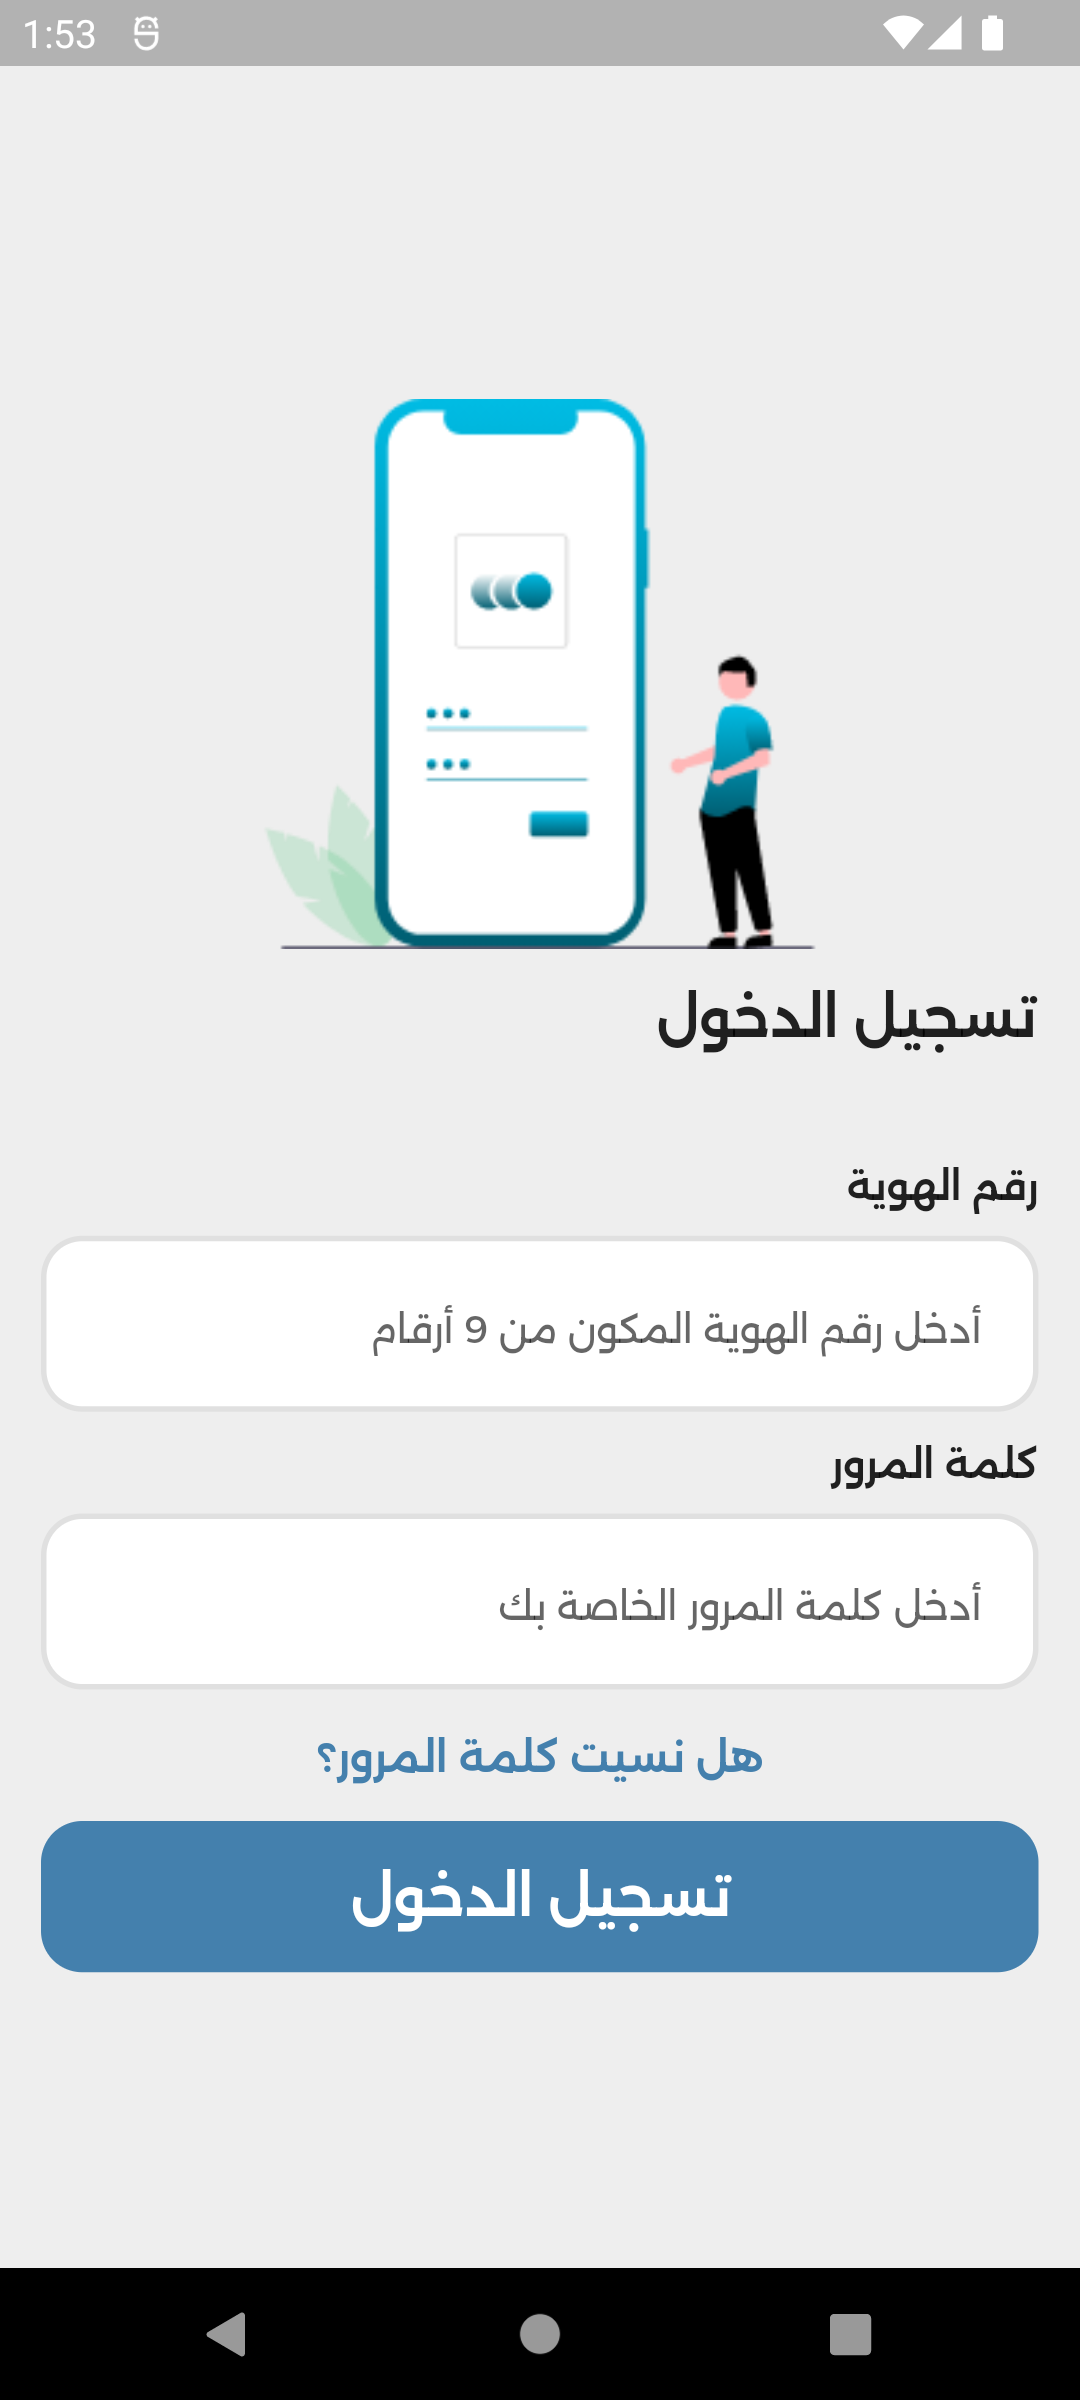 1:53
تسجيل الدخول
رقم الهوية
أدخل رقم الهوية المكون من 9 أرقام
كلمة المرور
أدخل كلمة المرور الخاصة بك
هل نسيت كلمة المرور؟
تسجيل الدخول